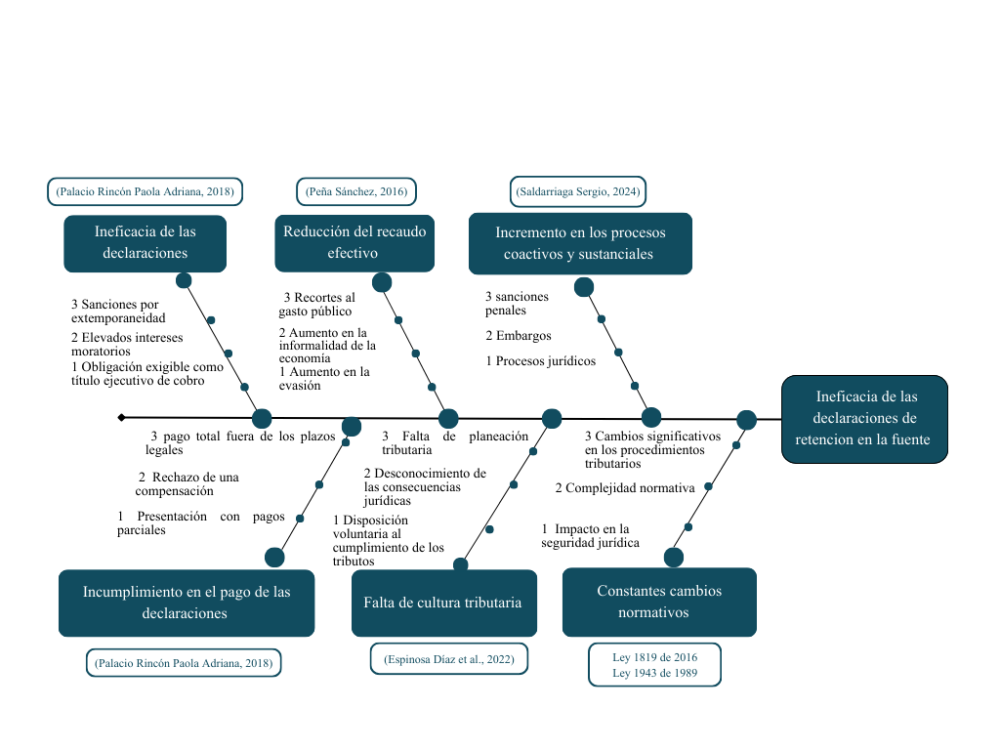 (Palacio Rincón Paola Adriana, 2018)
(Peña Sánchez, 2016)
(Saldarriaga Sergio, 2024)
Ineficacia de las
declaraciones
Reducción del recaudo
efectivo
Incremento en los procesos
coactivos y sustanciales
3 Sanciones por
extemporaneidad
2 Elevados intereses
moratorios
1 Obligación exigible como
título ejecutivo de cobro
3 Recortes al
gasto público
2 Aumento en la
informalidad de la
economía
1 Aumento en la
evasión
3 sanciones
penales
2 Embargos
1 Procesos jurídicos
Ineficacia de las
declaraciones de
retencion en la fuente
3 pago total fuera de los plazos
legales
2 Rechazo de una
compensación
1 Presentación con pagos
parciales
3 Falta de planeación
tributaria
2 Desconocimiento de
las consecuencias
jurídicas
1 Disposición
voluntaria al
cumplimiento de los
tributos
3 Cambios significativos
en los procedimientos
tributarios
2 Complejidad normativa
1 Impacto en la
seguridad jurídica
Incumplimiento en el pago de las
declaraciones
Falta de cultura tributaria
Constantes cambios
normativos
(Palacio Rincón Paola Adriana, 2018)
(Espinosa Díaz et al., 2022)
Ley 1819 de 2016
Ley 1943 de 1989